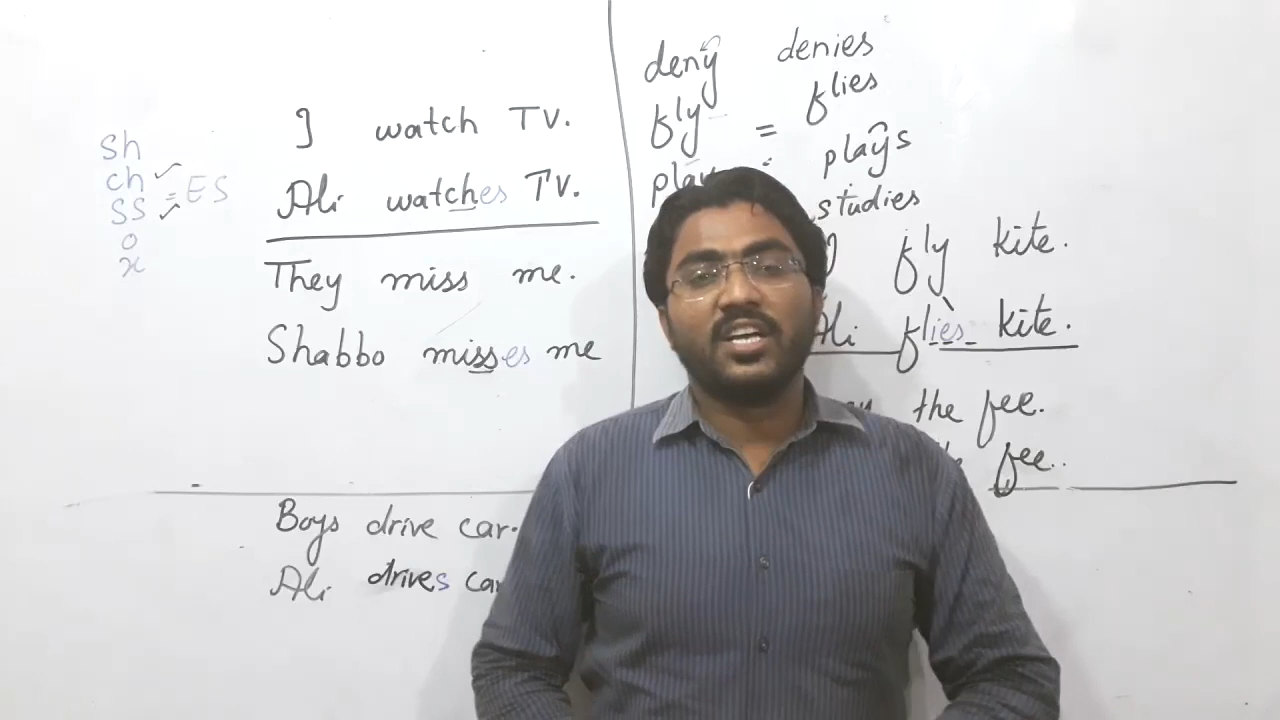 Sh
ch
SS = ES
o
x
I watch TV.
Ali watches TV.
They miss me.
Shabbo misses me
Boys drive car.
Ali drives car
deny denies
fly = flies
play plays
studies
fly kite.
Ali flies kite.
the fee.
fee..